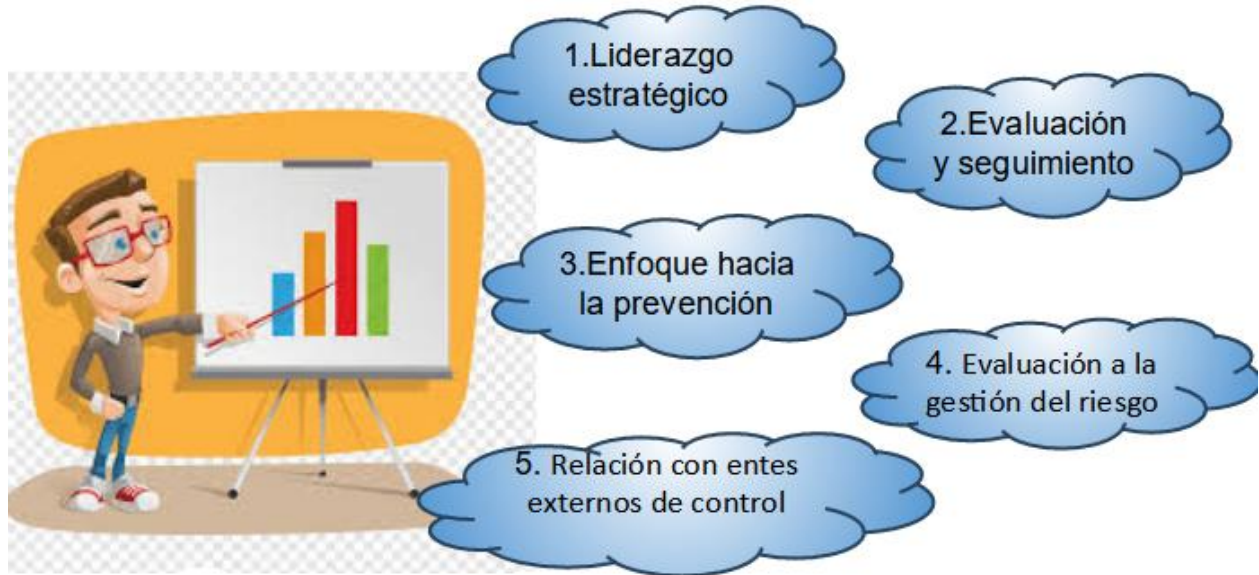 1.Liderazgo
estratégico
2.Evaluación
y seguimiento
3.Enfoque hacia
la prevención
4. Evaluación a la
gestión del riesgo
5. Relación con entes
externos de control